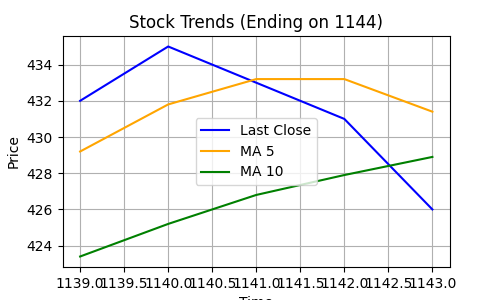 Stock Trends (Ending on 1144)
Price
434
432
430
428
426
424
Last Close
MA 5
MA 10
1139.0 1139.5 1140.0 1140.5 1141.0 1141.5 1142.0 1142.5 1143.0
Time